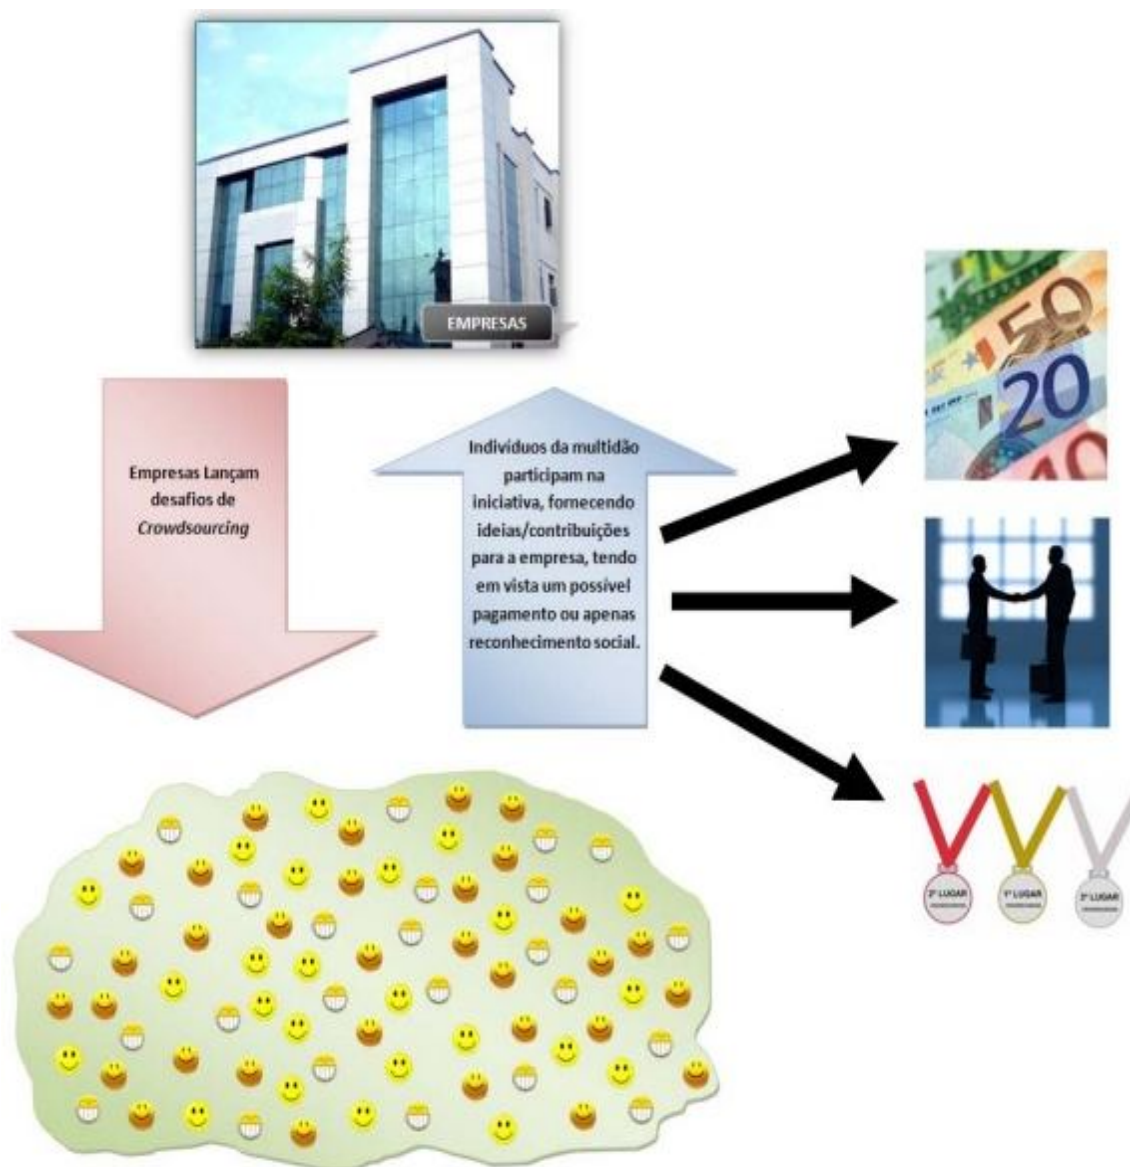 EMPRESAS
Empresas Lançam
desafios de
Crowdsourcing
Indivíduos da multidão
participam na
iniciativa, fornecendo
ideias/contribuições
para a empresa, tendo
em vista um possível
pagamento ou apenas
reconhecimento social.
50
20
10
2º LUGAR
1º LUGAR
3º LUGAR